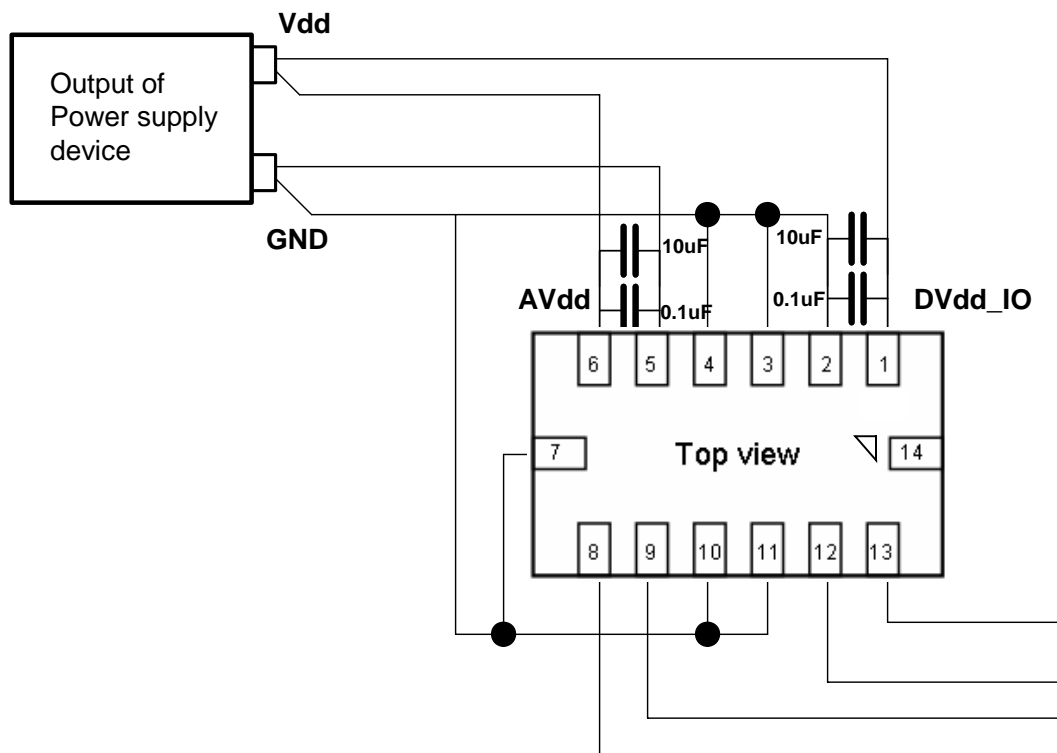 Vdd
Output of
Power supply
device
GND
10uF
10uF
AVdd
0.1uF
0.1uF
DVdd_IO
6 5 4 3 2 1
7 Top view 14
8 9 10 11 12 13